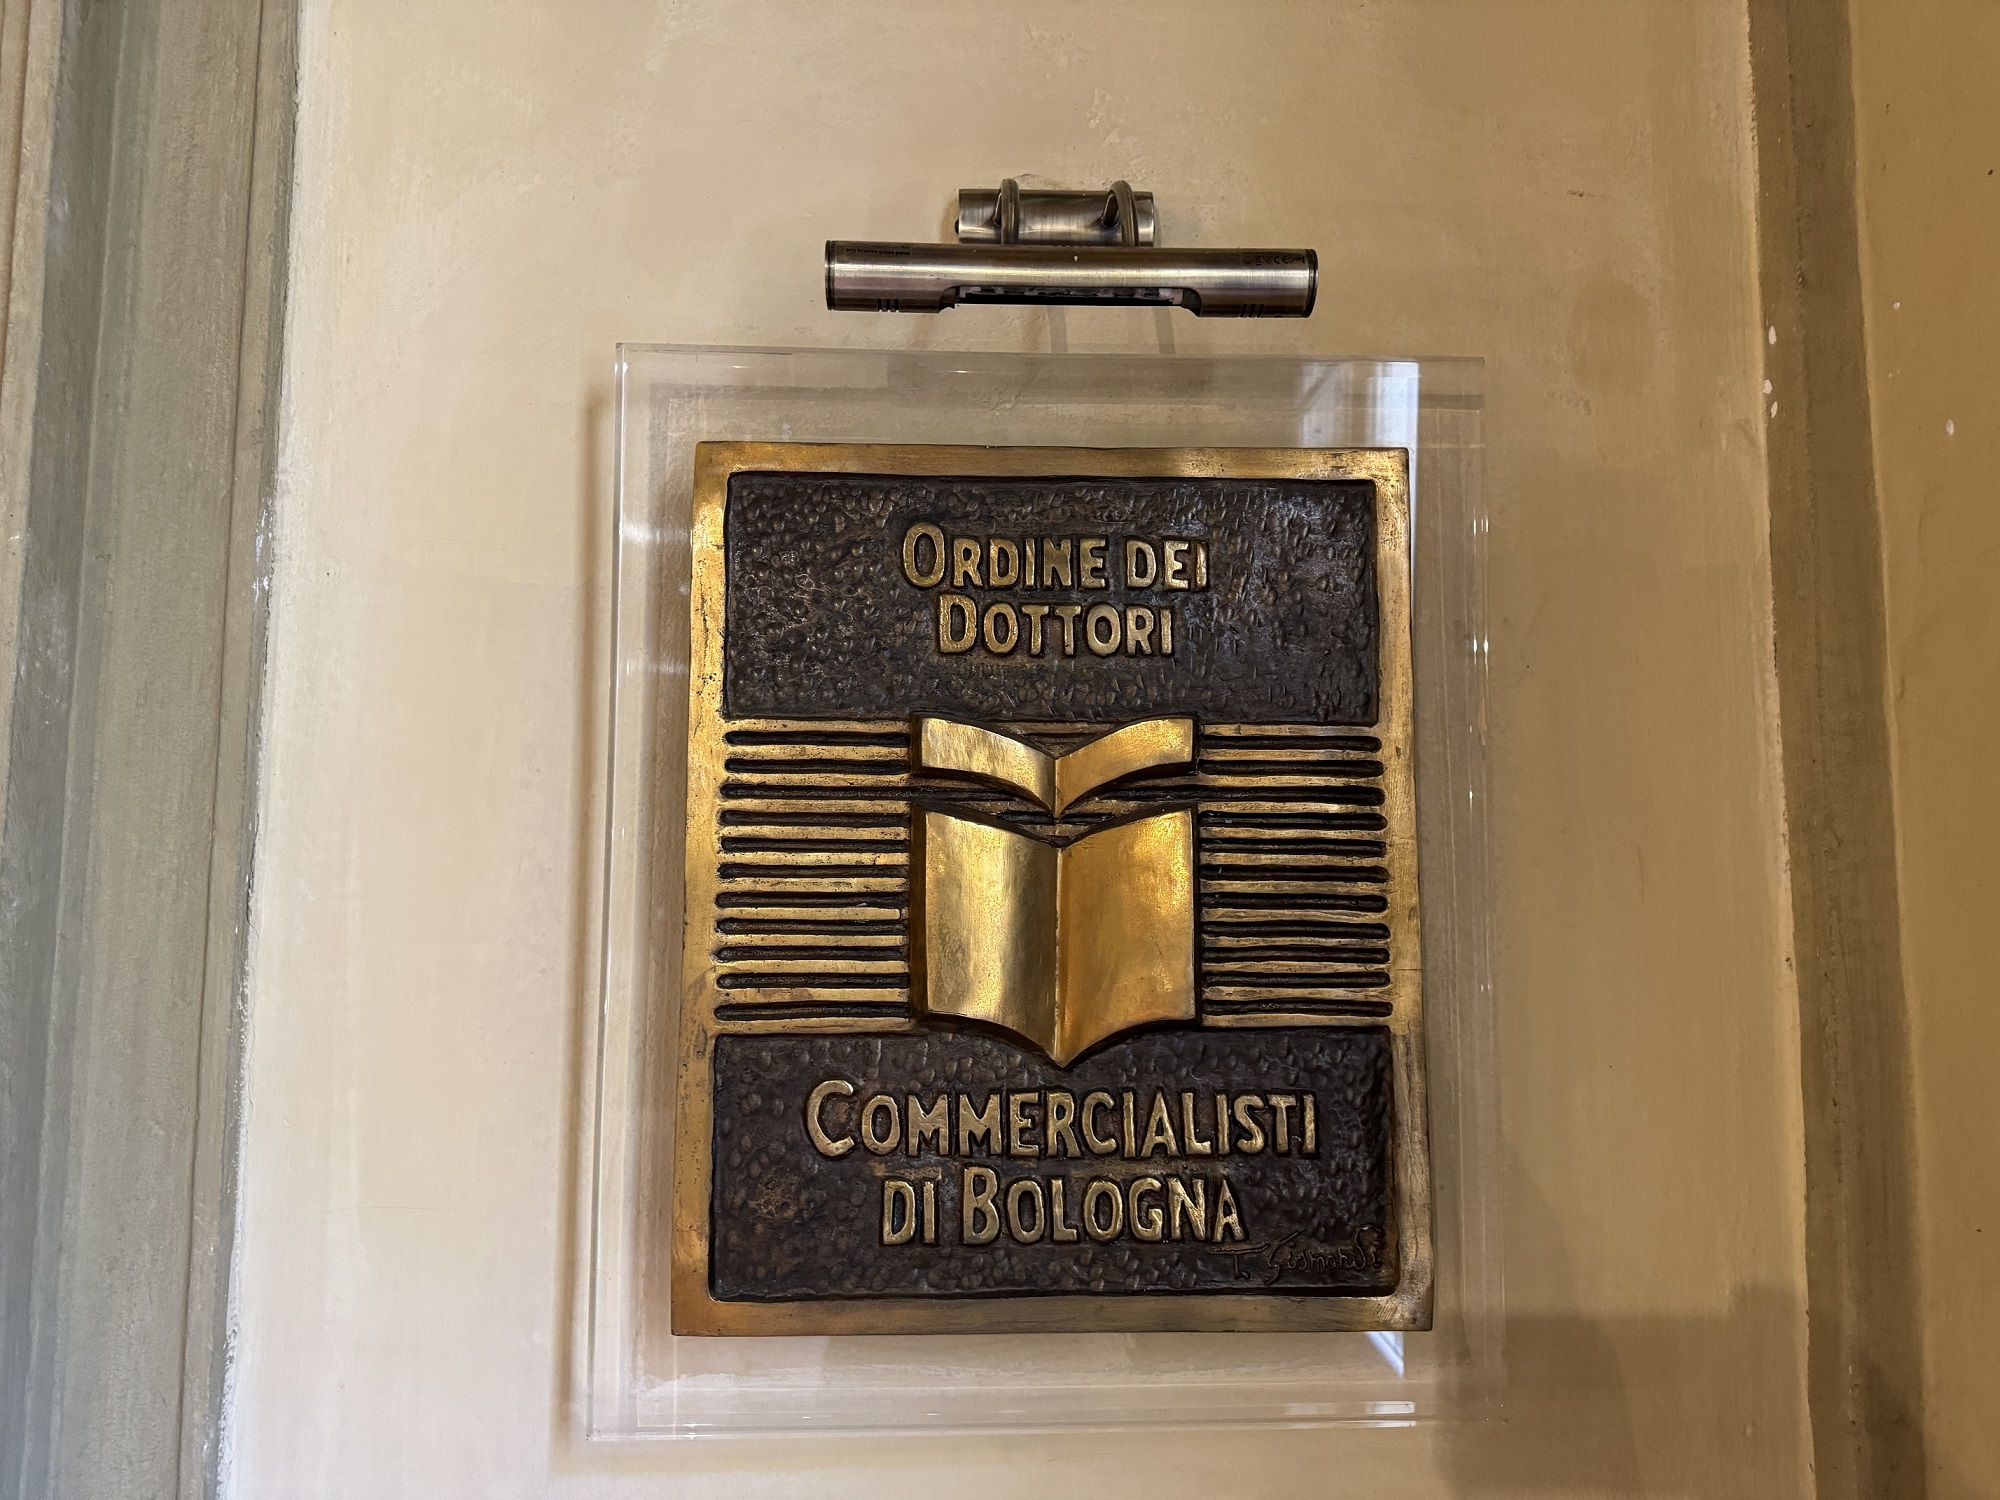 ORDINE DEI
DOTTORI
COMMERCIALISTI
DI BOLOGNA